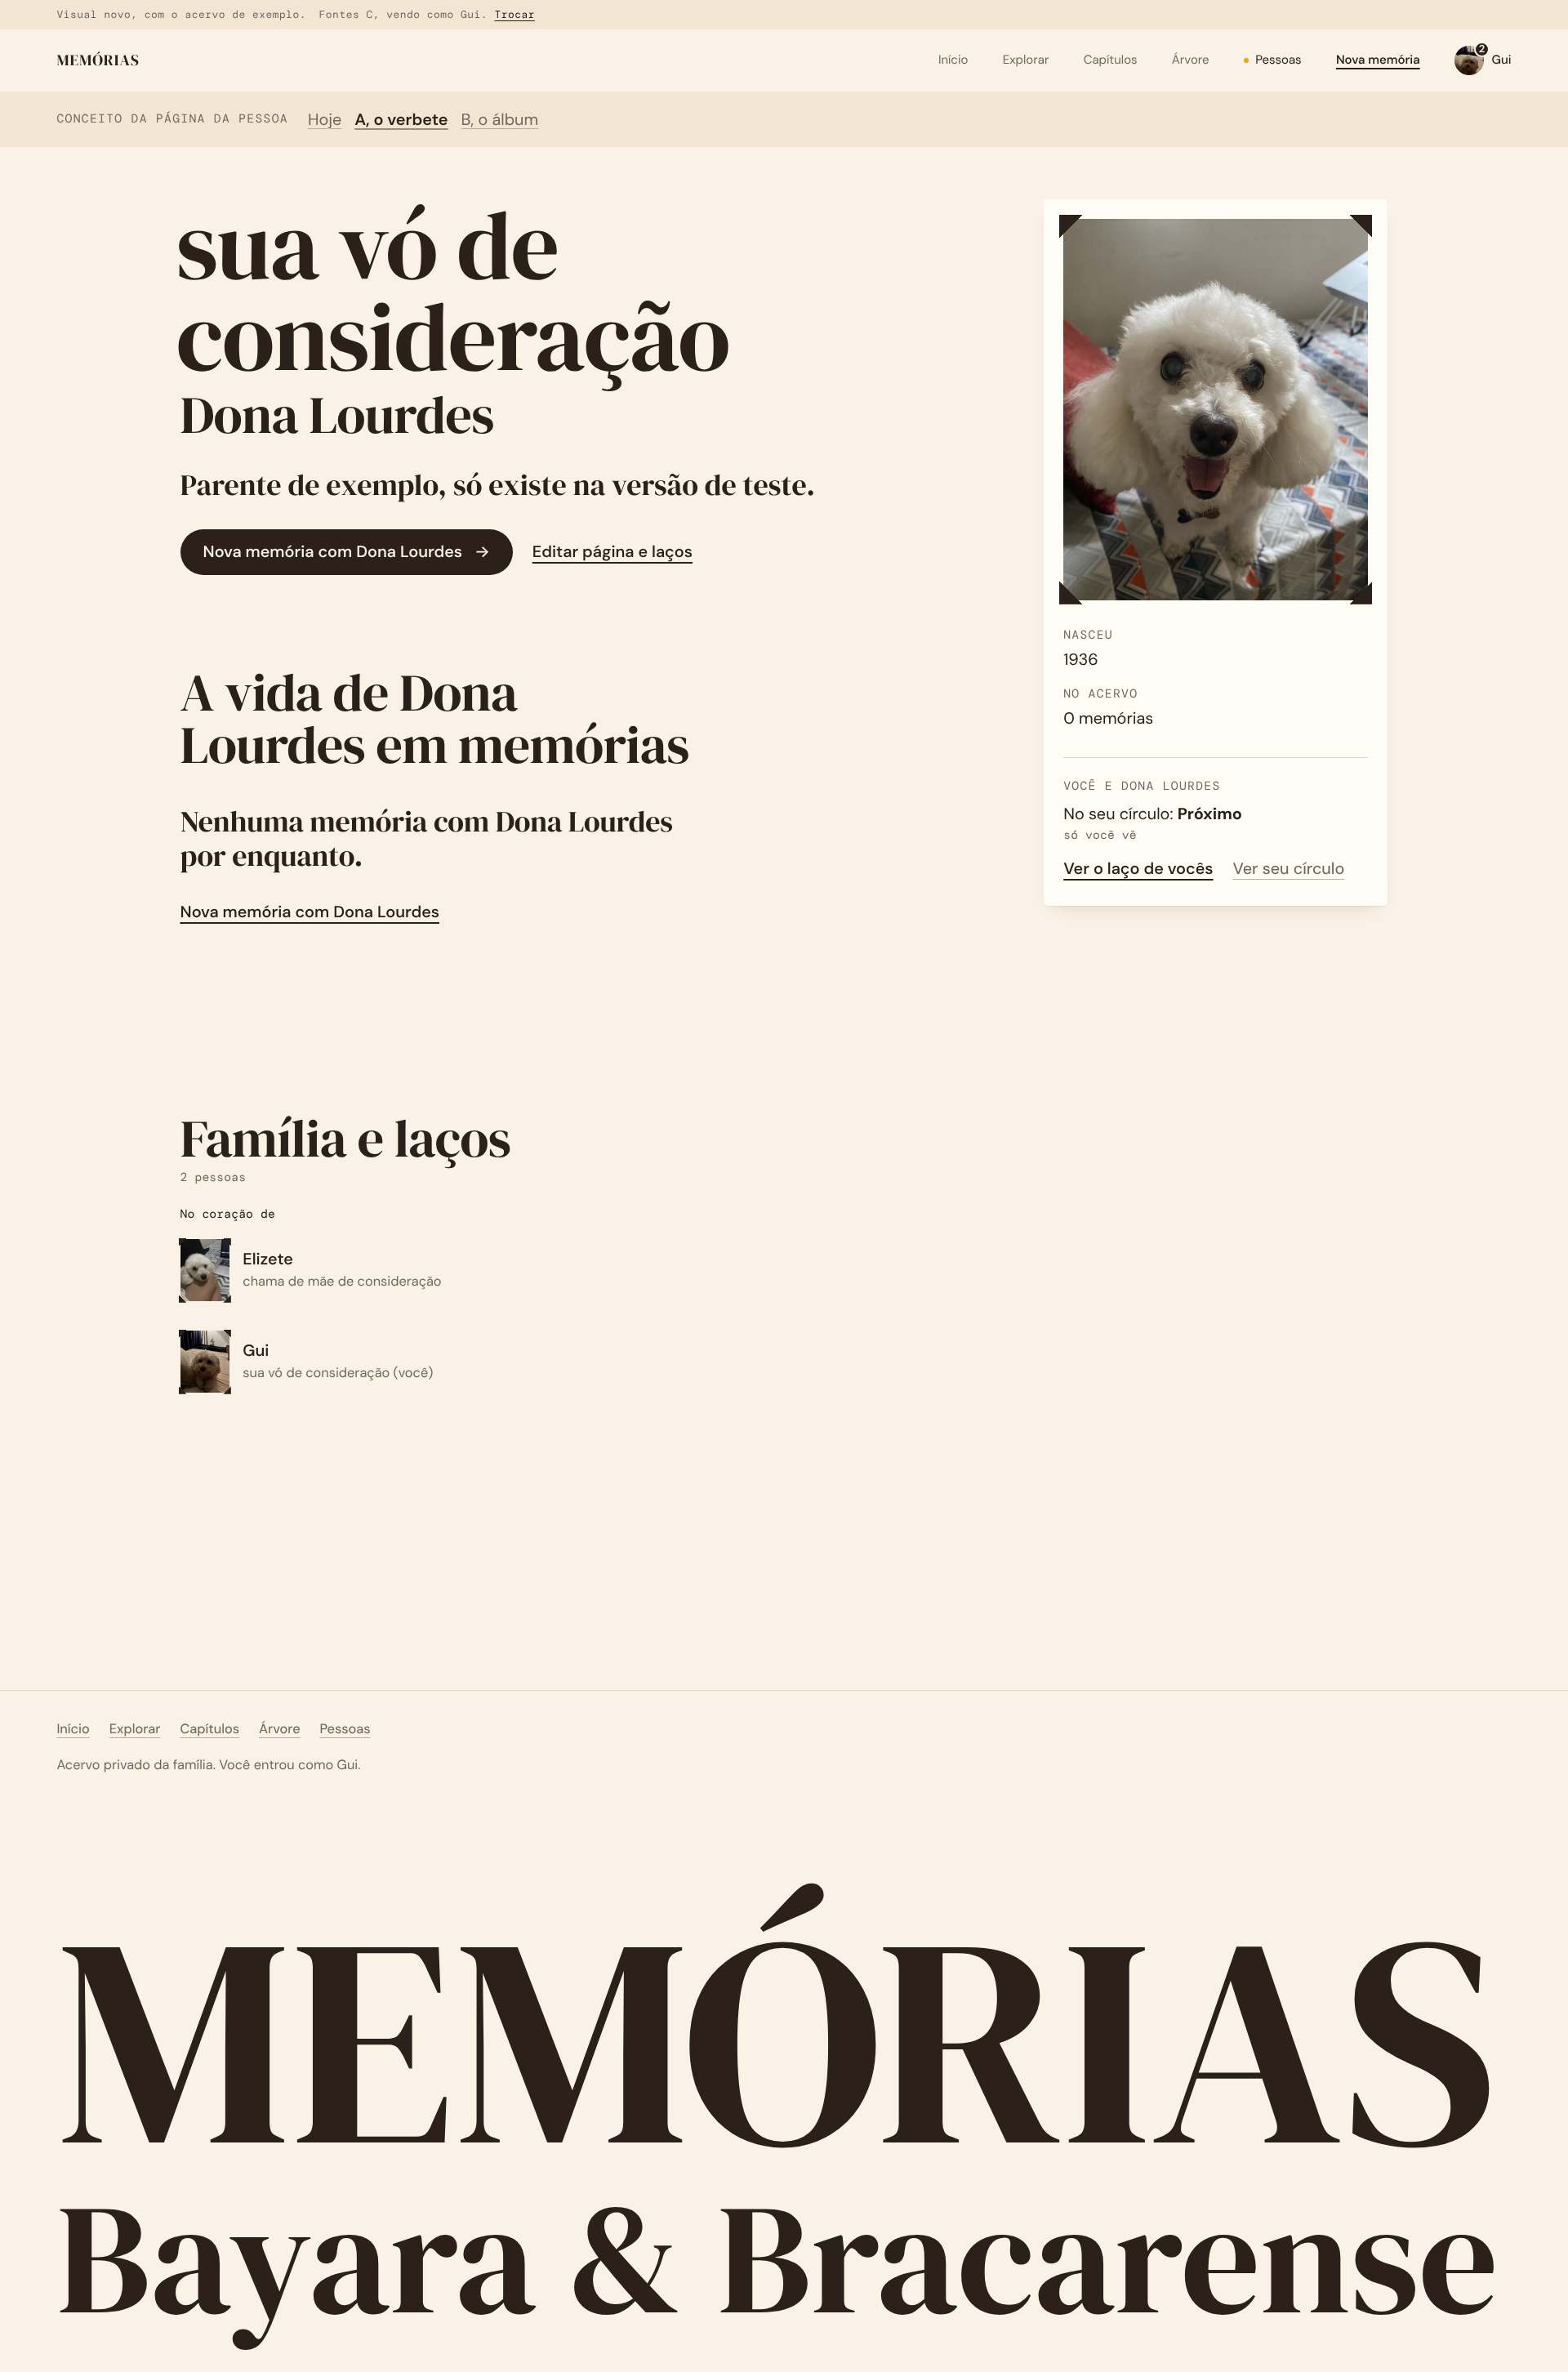 Visual novo, com o acervo de exemplo. Fontes C, vendo como Gui. Trocar
MEMÓRIAS
Início Explorar Capítulos Árvore Pessoas Nova memória 2 Gui
CONCEITO DA PÁGINA DA PESSOA Hoje A, o verbete B, o álbum
sua vó de
consideração
Dona Lourdes
Parente de exemplo, só existe na versão de teste.
Nova memória com Dona Lourdes → Editar página e laços
NASCEU
1936
NO ACERVO
0 memórias
VOCÊ E DONA LOURDES
No seu círculo: Próximo
só você vê
Ver o laço de vocês Ver seu círculo
A vida de Dona
Lourdes em memórias
Nenhuma memória com Dona Lourdes
por enquanto.
Nova memória com Dona Lourdes
Família e laços
2 pessoas
No coração de
Elizete
chama de mãe de consideração
Gui
sua vó de consideração (você)
Início Explorar Capítulos Árvore Pessoas
Acervo privado da família. Você entrou como Gui.
MEMÓRIAS
Bayara & Bracarense